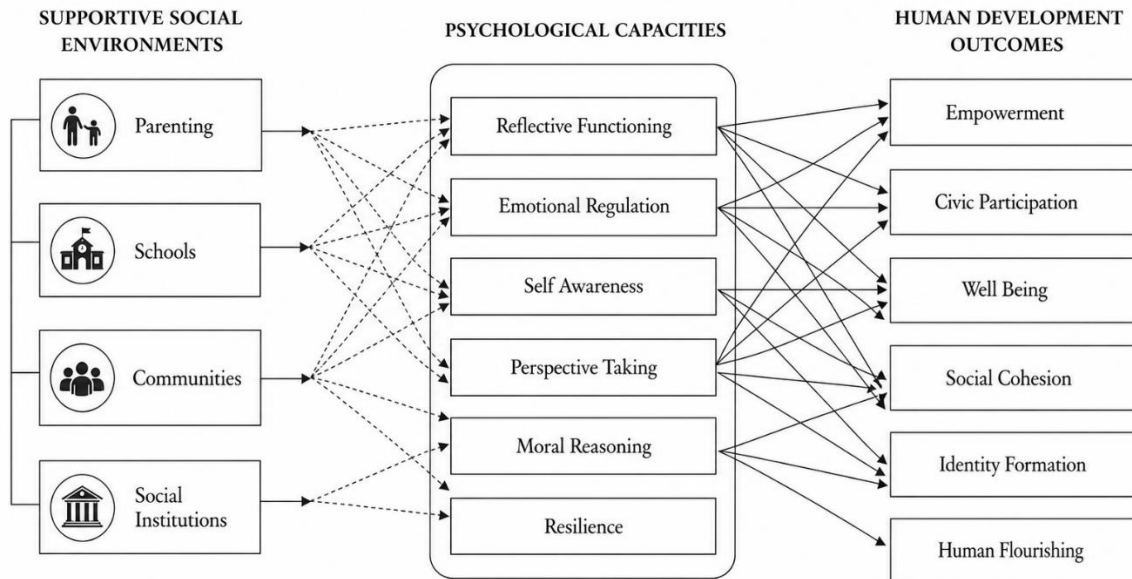 SUPPORTIVE SOCIAL
ENVIRONMENTS
PSYCHOLOGICAL CAPACITIES
HUMAN DEVELOPMENT
OUTCOMES
Parenting
Schools
Communities
Social
Institutions
Reflective Functioning
Emotional Regulation
Self Awareness
Perspective Taking
Moral Reasoning
Resilience
Empowerment
Civic Participation
Well Being
Social Cohesion
Identity Formation
Human Flourishing